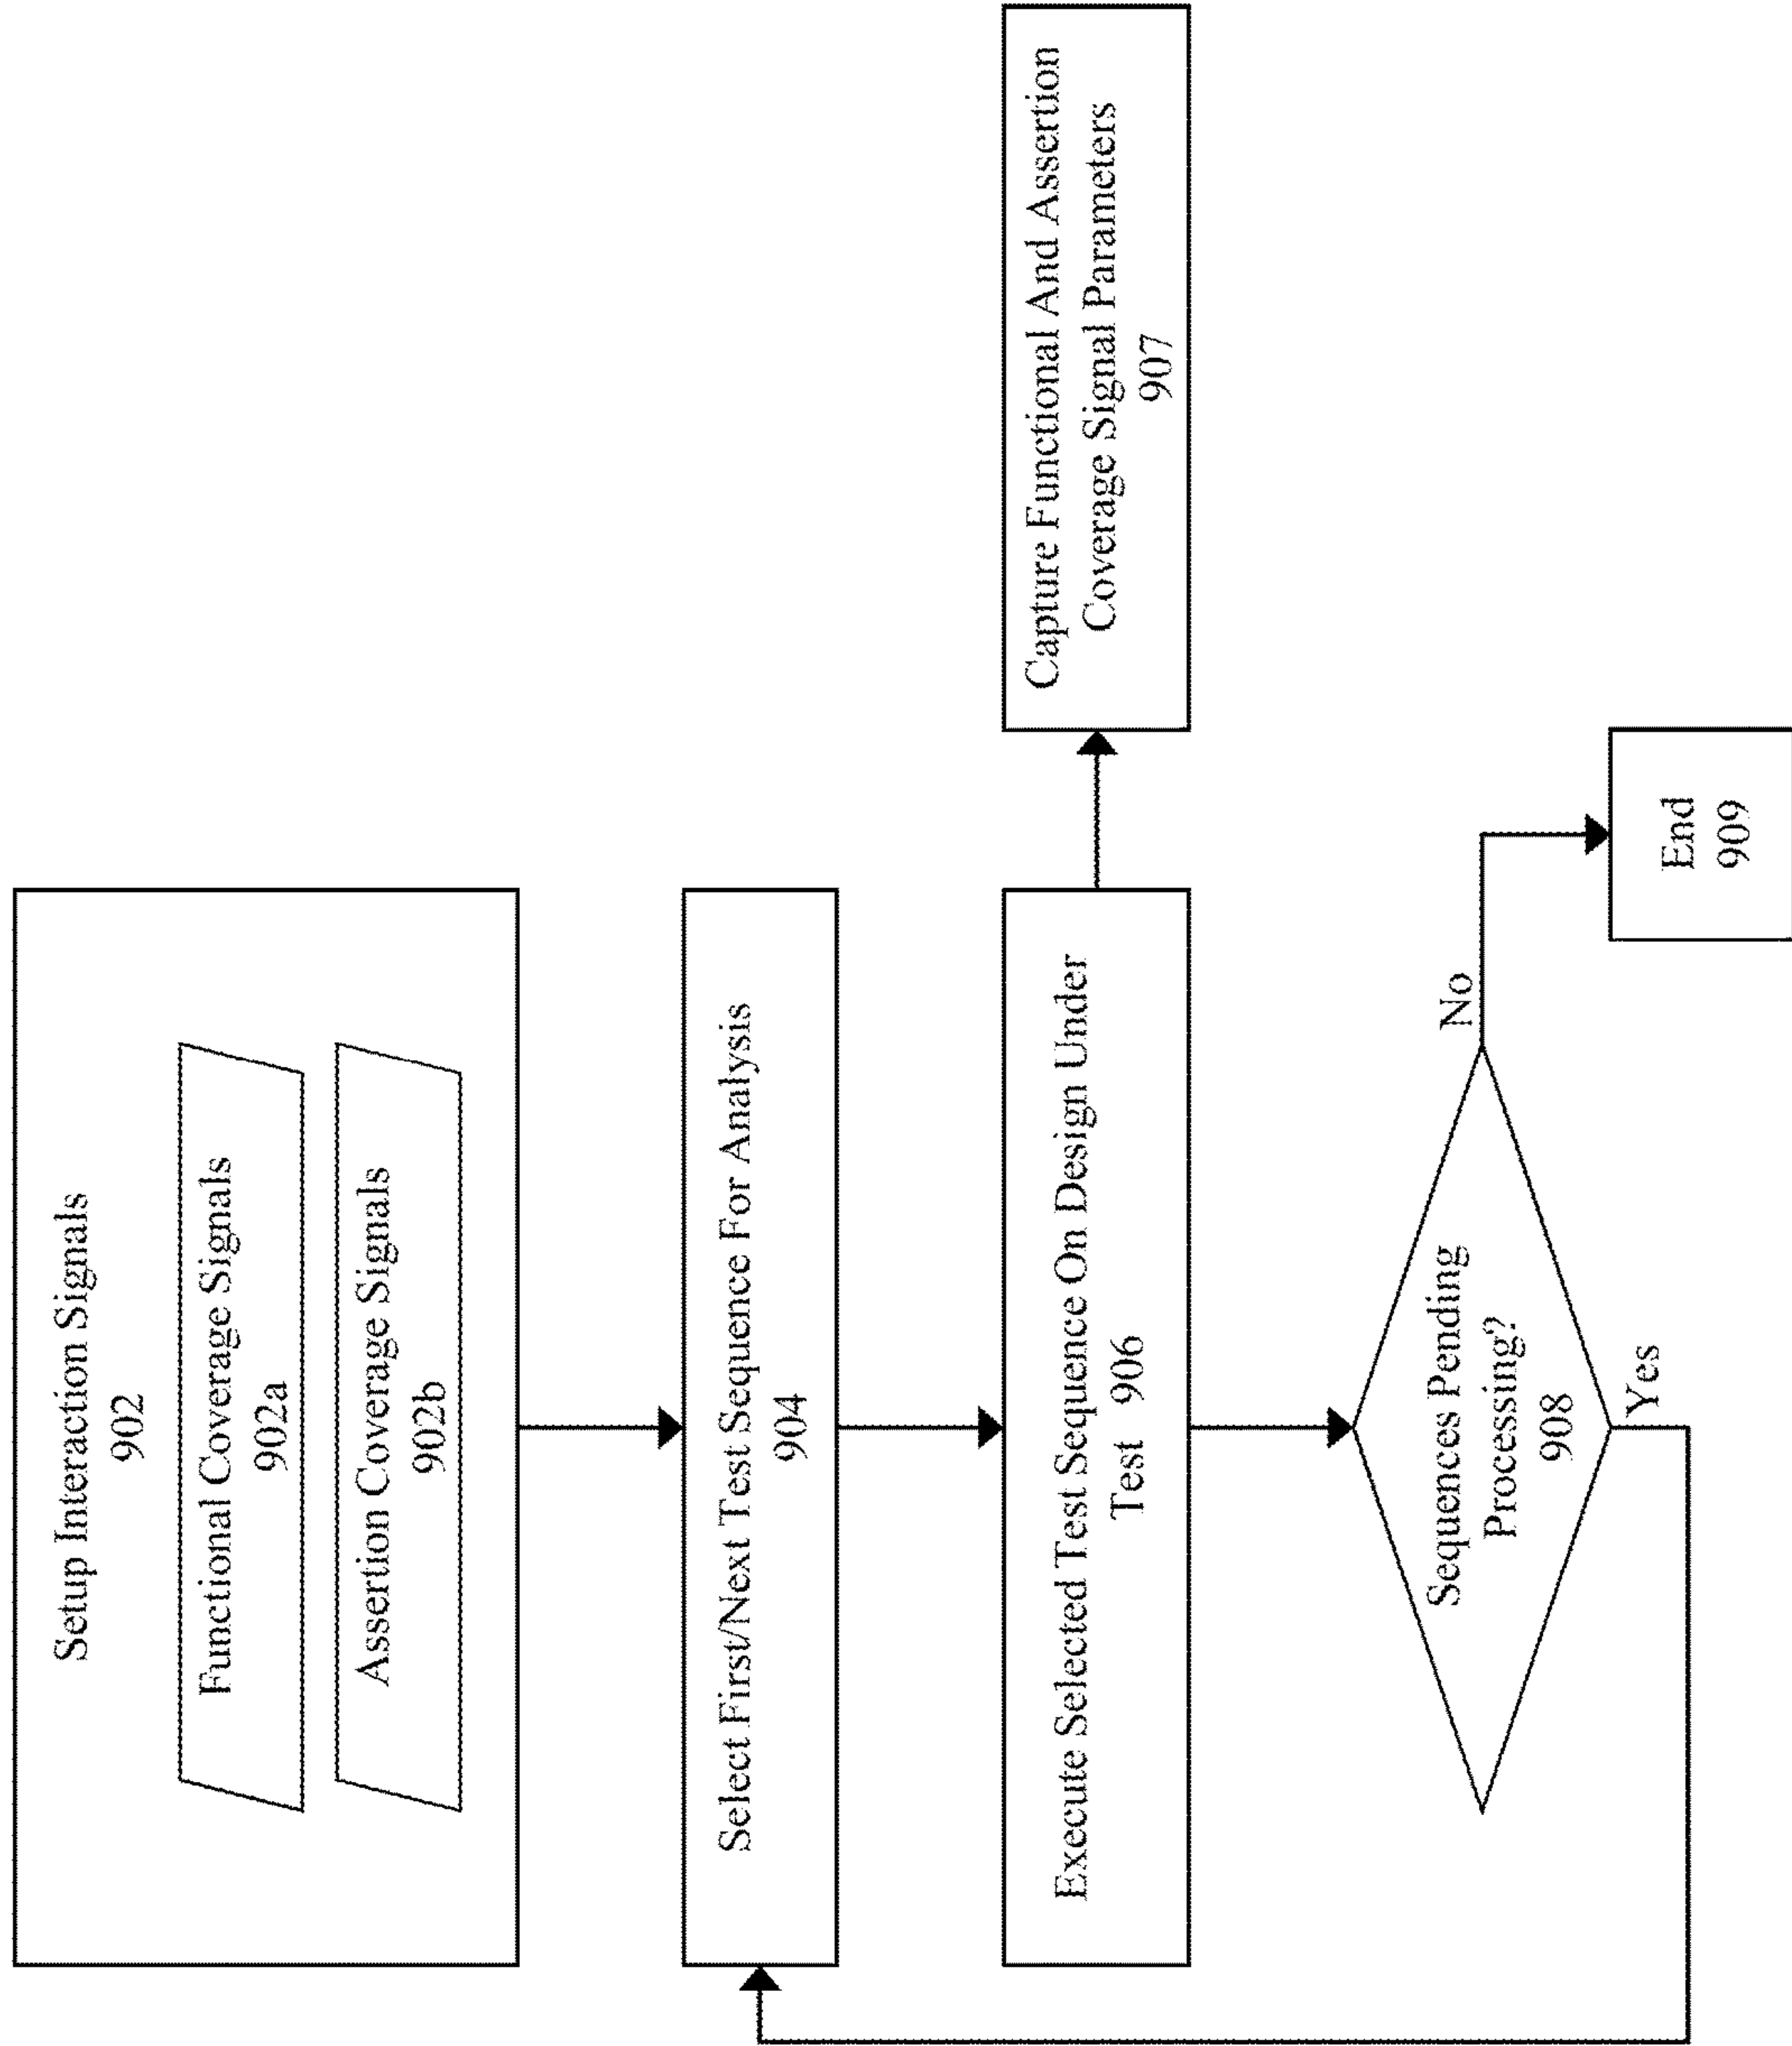 Setup Interaction Signals
902
Functional Coverage Signals
902a
Assertion Coverage Signals
902b
Select First/Next Test Sequence For Analysis
904
Execute Selected Test Sequence On Design Under
Test 906
Capture Functional And Assertion
Coverage Signal Parameters
907
Sequences Pending
Processing?
908
No
Yes
End
909